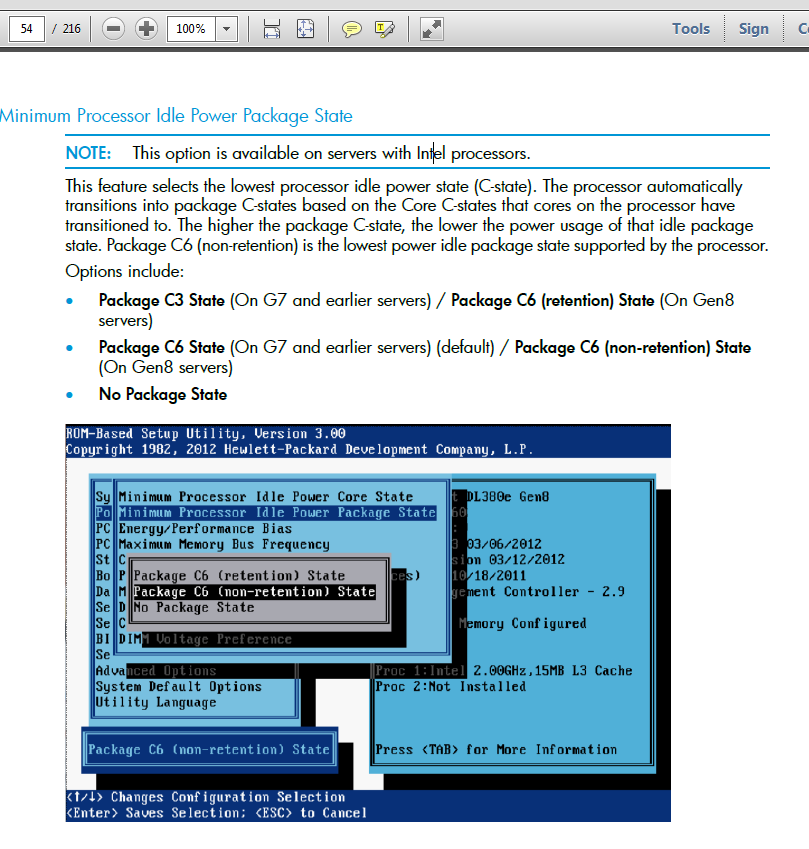 54 / 216 100% Tools Sign
Minimum Processor Idle Power Package State
NOTE: This option is available on servers with Intel processors.
This feature selects the lowest processor idle power state (C-state). The processor automatically
transitions into package C-states based on the Core C-states that cores on the processor have
transitioned to. The higher the package C-state, the lower the power usage of that idle package
state. Package C6 (non-retention) is the lowest power idle package state supported by the processor.
Options include:
• Package C3 State (On G7 and earlier servers) / Package C6 (retention) State (On Gen8
servers)
• Package C6 State (On G7 and earlier servers) (default) / Package C6 (non-retention) State
(On Gen8 servers)
• No Package State
ROM-Based Setup Utility, Version 3.00
Copyright 1982, 2012 Hewlett-Packard Development Company, L.P.
Sy Minimum Processor Idle Power Core State t DL380e Gen8
Po Minimum Processor Idle Power Package State 60
PC Energy/Performance Bias :
PC Maximum Memory Bus Frequency 3 03/06/2012
St C sion 03/12/2012
Bo P Package C6 (retention) State ces) 10/18/2011
Da M Package C6 (non-retention) State gement Controller - 2.9
Se D No Package State
Se C Memory Configured
BI DIMM Voltage Preference
Se
Advanced Options Proc 1:Intel 2.00GHz,15MB L3 Cache
System Default Options Proc 2:Not Installed
Utility Language
Package C6 (non-retention) State Press <TAB> for More Information
<↑/↓> Changes Configuration Selection
<Enter> Saves Selection; <ESC> to Cancel